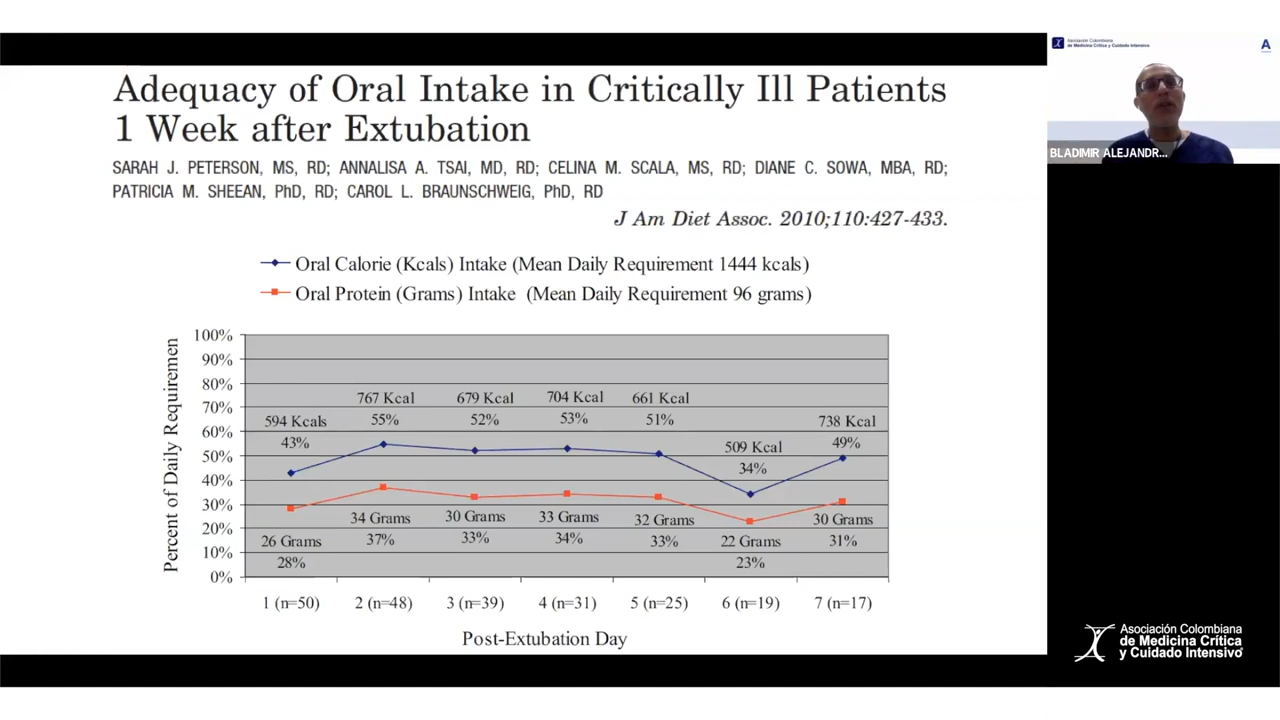 Adequacy of Oral Intake in Critically Ill Patients
1 Week after Extubation
SARAH J. PETERSON, MS, RD; ANNALISA A. TSAI, MD, RD; CELINA M. SCALA, MS, RD; DIANE C. SOWA, MBA, RD;
PATRICIA M. SHEEAN, PhD, RD; CAROL L. BRAUNSCHWEIG, PhD, RD
J Am Diet Assoc. 2010;110:427-433.
Oral Calorie (Kcals) Intake (Mean Daily Requirement 1444 kcals)
Oral Protein (Grams) Intake (Mean Daily Requirement 96 grams)
Percent of Daily Requiremen
100%
90%
80%
70%
60%
50%
40%
30%
20%
10%
0%
594 Kcals
43%
767 Kcal
55%
679 Kcal
52%
704 Kcal
53%
661 Kcal
51%
509 Kcal
34%
738 Kcal
49%
26 Grams
28%
34 Grams
37%
30 Grams
33%
33 Grams
34%
32 Grams
33%
22 Grams
23%
30 Grams
31%
1 (n=50) 2 (n=48) 3 (n=39) 4 (n=31) 5 (n=25) 6 (n=19) 7 (n=17)
Post-Extubation Day
Asociación Colombiana
de Medicina Crítica y Cuidado Intensivo
A
BLADIMIR ALEJANDR...
Asociación Colombiana
de Medicina Crítica
y Cuidado Intensivo